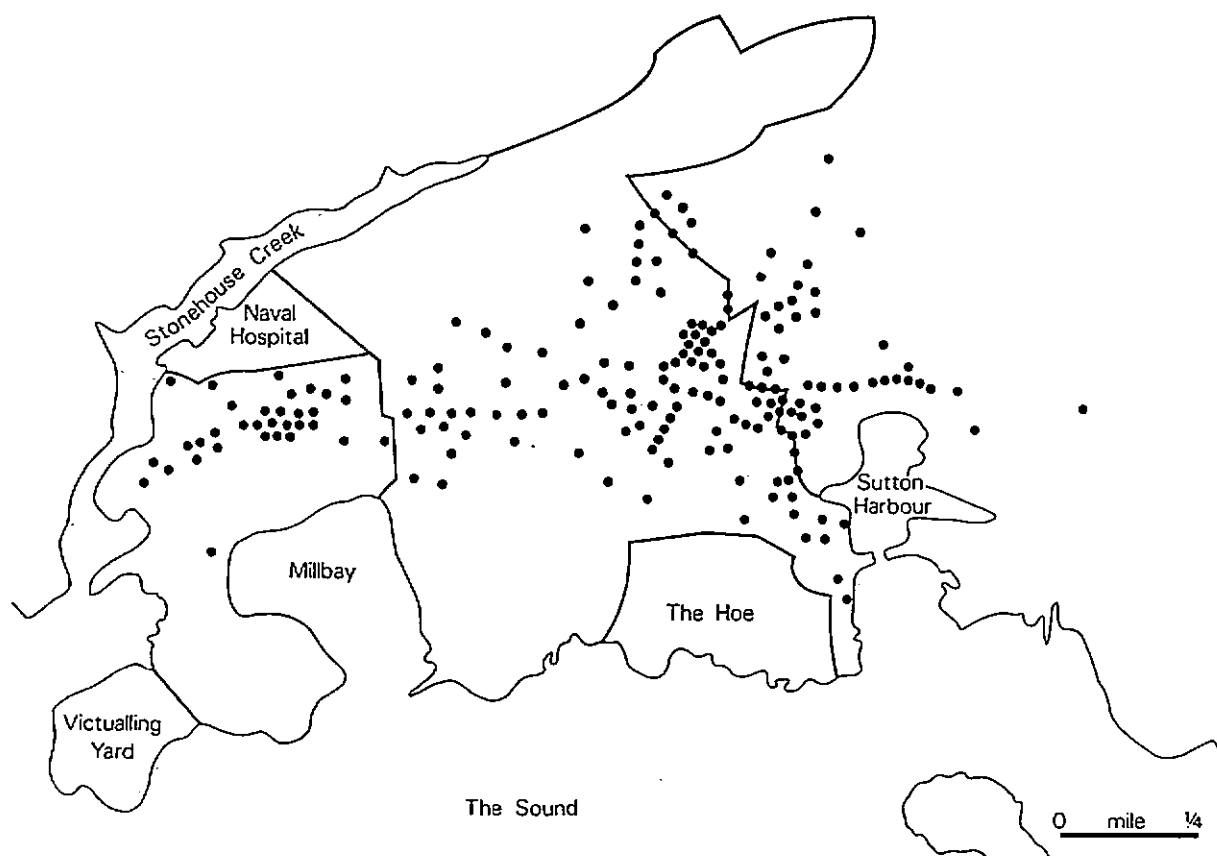 Stonehouse Creek
Naval
Hospital
Sutton
Harbour
Millbay
The Hoe
Victualling
Yard
The Sound
0 mile ¼